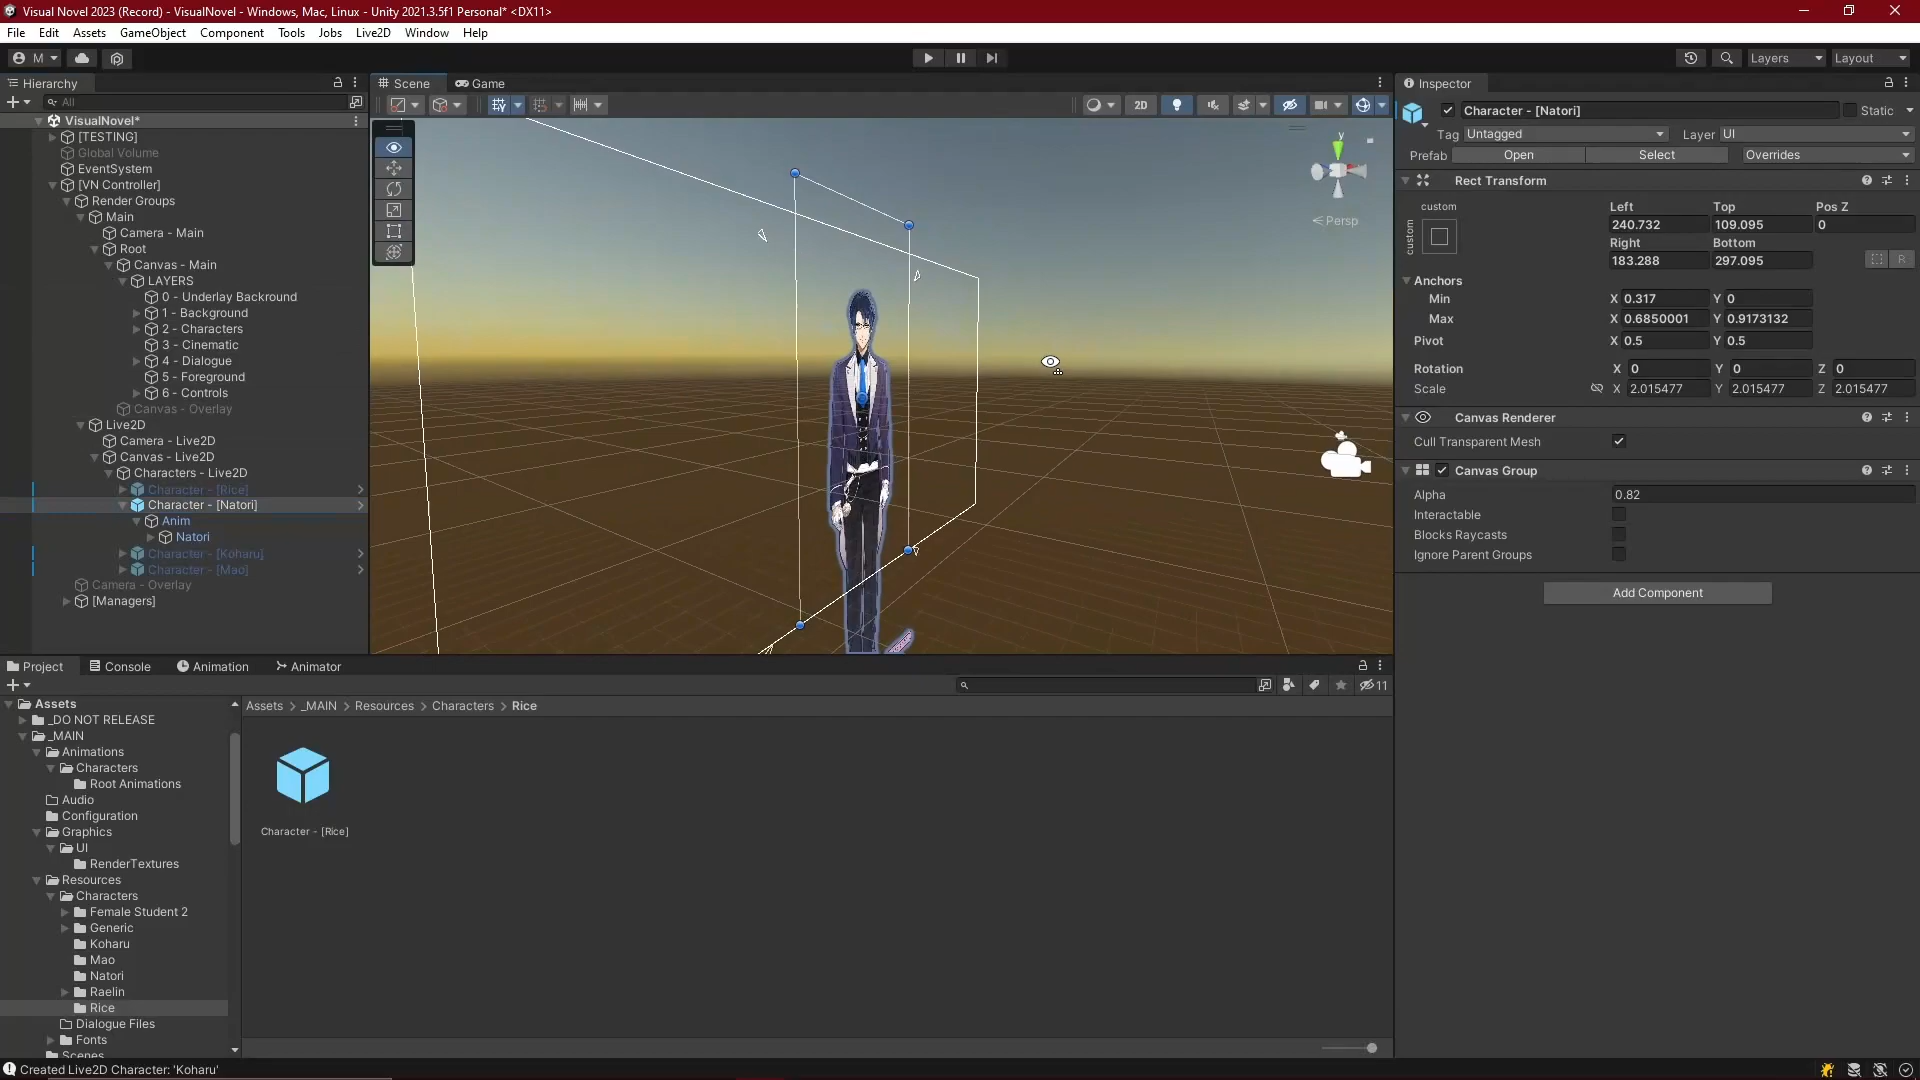 Visual Novel 2023 (Record) - VisualNovel - Windows, Mac, Linux - Unity 2021.3.5f1 Personal* <DX11>
File Edit Assets GameObject Component Tools Jobs Live2D Window Help
M Layers Layout
Hierarchy
All
VisualNovel*
[TESTING]
Global Volume
EventSystem
[VN Controller]
Render Groups
Main
Camera - Main
Root
Canvas - Main
LAYERS
0 - Underlay Backround
1 - Background
2 - Characters
3 - Cinematic
4 - Dialogue
5 - Foreground
6 - Controls
Canvas - Overlay
Live2D
Camera - Live2D
Canvas - Live2D
Characters - Live2D
Character - [Rice]
Character - [Natori]
Anim
Natori
Character - [Koharu]
Character - [Mao]
Camera - Overlay
[Managers]
Scene Game
2D
y
Persp
Inspector
Character - [Natori] Static
Tag Untagged Layer UI
Prefab Open Select Overrides
Rect Transform
custom Left Top Pos Z
custom 240.732 109.095 0
Right Bottom
183.288 297.095 R
Anchors
Min X 0.317 Y 0
Max X 0.6850001 Y 0.9173132
Pivot X 0.5 Y 0.5
Rotation X 0 Y 0 Z 0
Scale X 2.015477 Y 2.015477 Z 2.015477
Canvas Renderer
Cull Transparent Mesh
Canvas Group
Alpha 0.82
Interactable
Blocks Raycasts
Ignore Parent Groups
Add Component
Project Console Animation Animator
11
Assets
_DO NOT RELEASE
_MAIN
Animations
Characters
Root Animations
Audio
Configuration
Graphics
UI
RenderTextures
Resources
Characters
Female Student 2
Generic
Koharu
Mao
Natori
Raelin
Rice
Dialogue Files
Fonts
Scenes
Assets > _MAIN > Resources > Characters > Rice
Character - [Rice]
Created Live2D Character: 'Koharu'